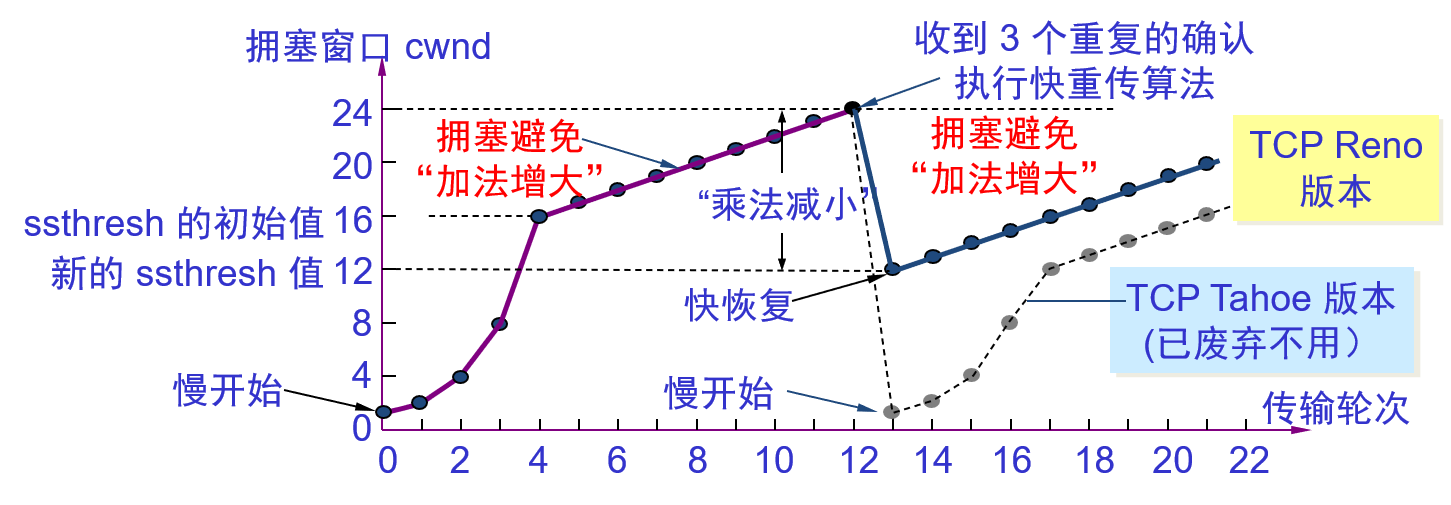 拥塞窗口 cwnd
收到 3 个重复的确认
执行快重传算法
24
拥塞避免
“加法增大”
拥塞避免
“加法增大”
TCP Reno
版本
20
“乘法减小”
ssthresh 的初始值 16
新的 ssthresh 值 12
快恢复
TCP Tahoe 版本
(已废弃不用）
8
4
慢开始
慢开始
传输轮次
0
0 2 4 6 8 10 12 14 16 18 20 22